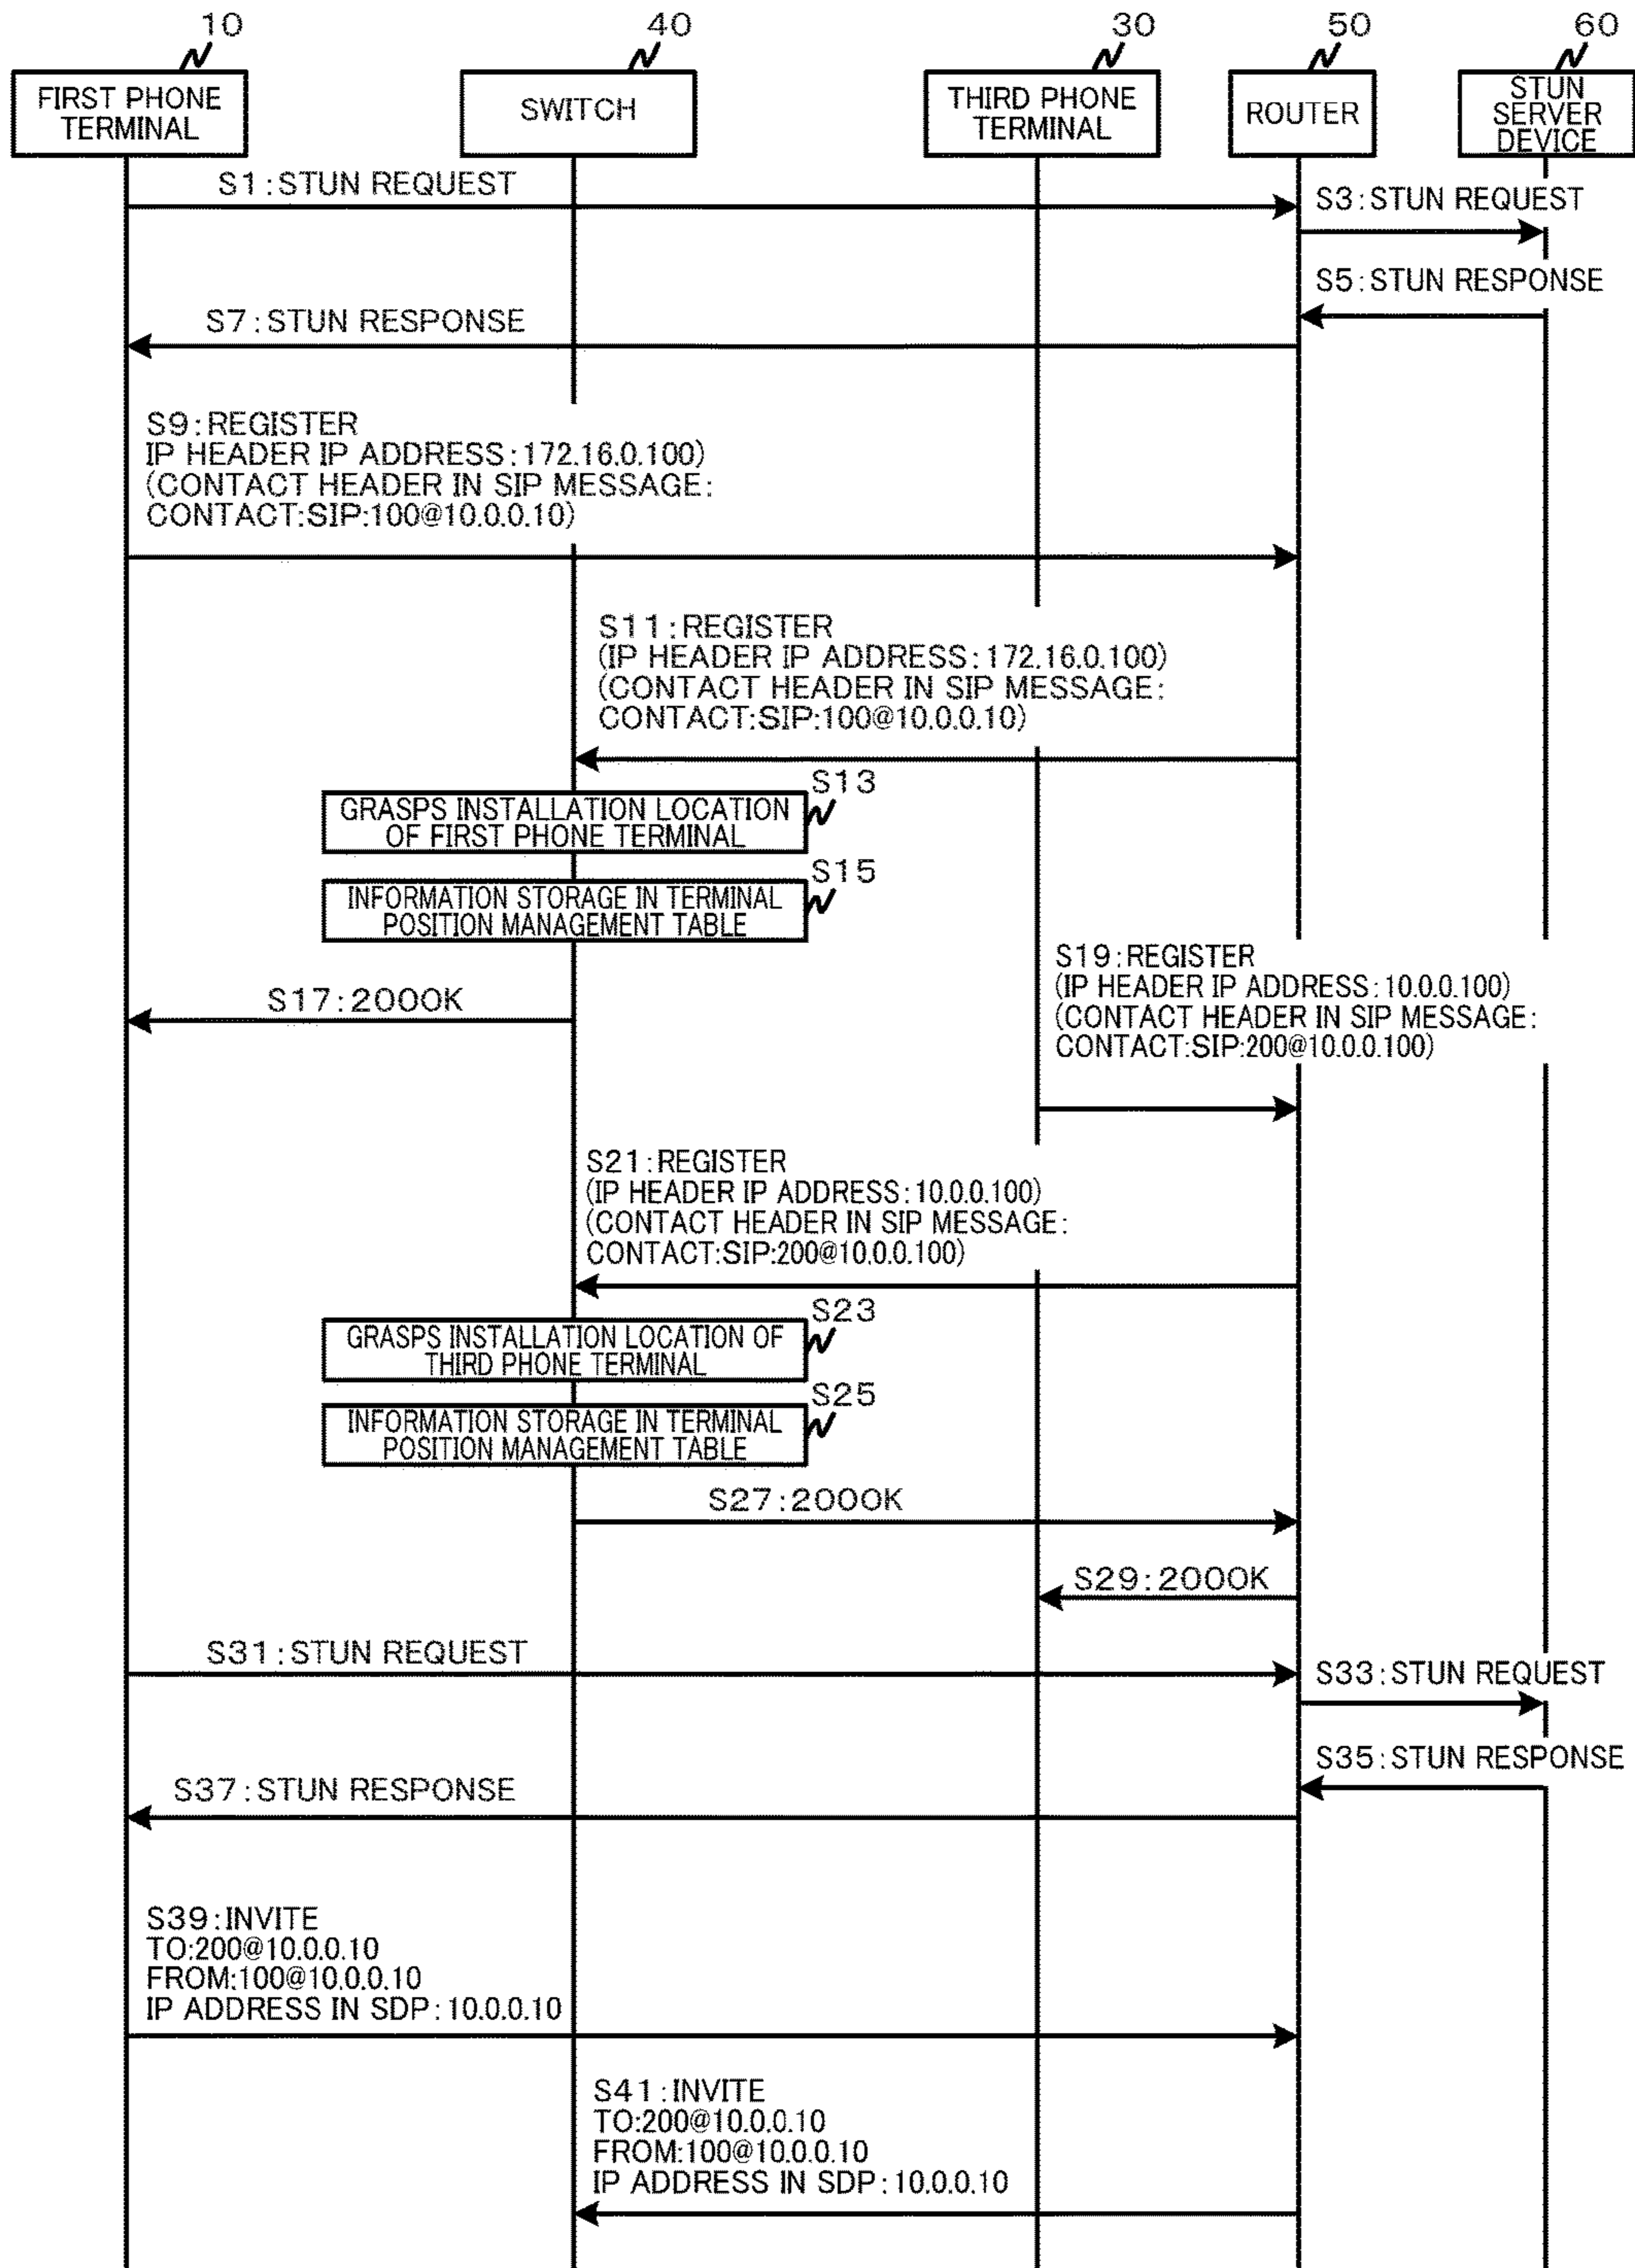 10
40
30
50
60
FIRST PHONE
TERMINAL
SWITCH
THIRD PHONE
TERMINAL
ROUTER
STUN
SERVER
DEVICE
S1:STUN REQUEST
S3:STUN REQUEST
S5:STUN RESPONSE
S7:STUN RESPONSE
S9:REGISTER
IP HEADER IP ADDRESS:172.16.0.100)
(CONTACT HEADER IN SIP MESSAGE:
CONTACT:SIP:100@10.0.0.10)
S11:REGISTER
(IP HEADER IP ADDRESS:172.16.0.100)
(CONTACT HEADER IN SIP MESSAGE:
CONTACT:SIP:100@10.0.0.10)
S13
GRASPS INSTALLATION LOCATION
OF FIRST PHONE TERMINAL
S15
INFORMATION STORAGE IN TERMINAL
POSITION MANAGEMENT TABLE
S17:200OK
S19:REGISTER
(IP HEADER IP ADDRESS:10.0.0.100)
(CONTACT HEADER IN SIP MESSAGE:
CONTACT:SIP:200@10.0.0.100)
S21:REGISTER
(IP HEADER IP ADDRESS:10.0.0.100)
(CONTACT HEADER IN SIP MESSAGE:
CONTACT:SIP:200@10.0.0.100)
S23
GRASPS INSTALLATION LOCATION OF
THIRD PHONE TERMINAL
S25
INFORMATION STORAGE IN TERMINAL
POSITION MANAGEMENT TABLE
S27:200OK
S29:200OK
S31:STUN REQUEST
S33:STUN REQUEST
S35:STUN RESPONSE
S37:STUN RESPONSE
S39:INVITE
TO:200@10.0.0.10
FROM:100@10.0.0.10
IP ADDRESS IN SDP:10.0.0.10
S41:INVITE
TO:200@10.0.0.10
FROM:100@10.0.0.10
IP ADDRESS IN SDP:10.0.0.10